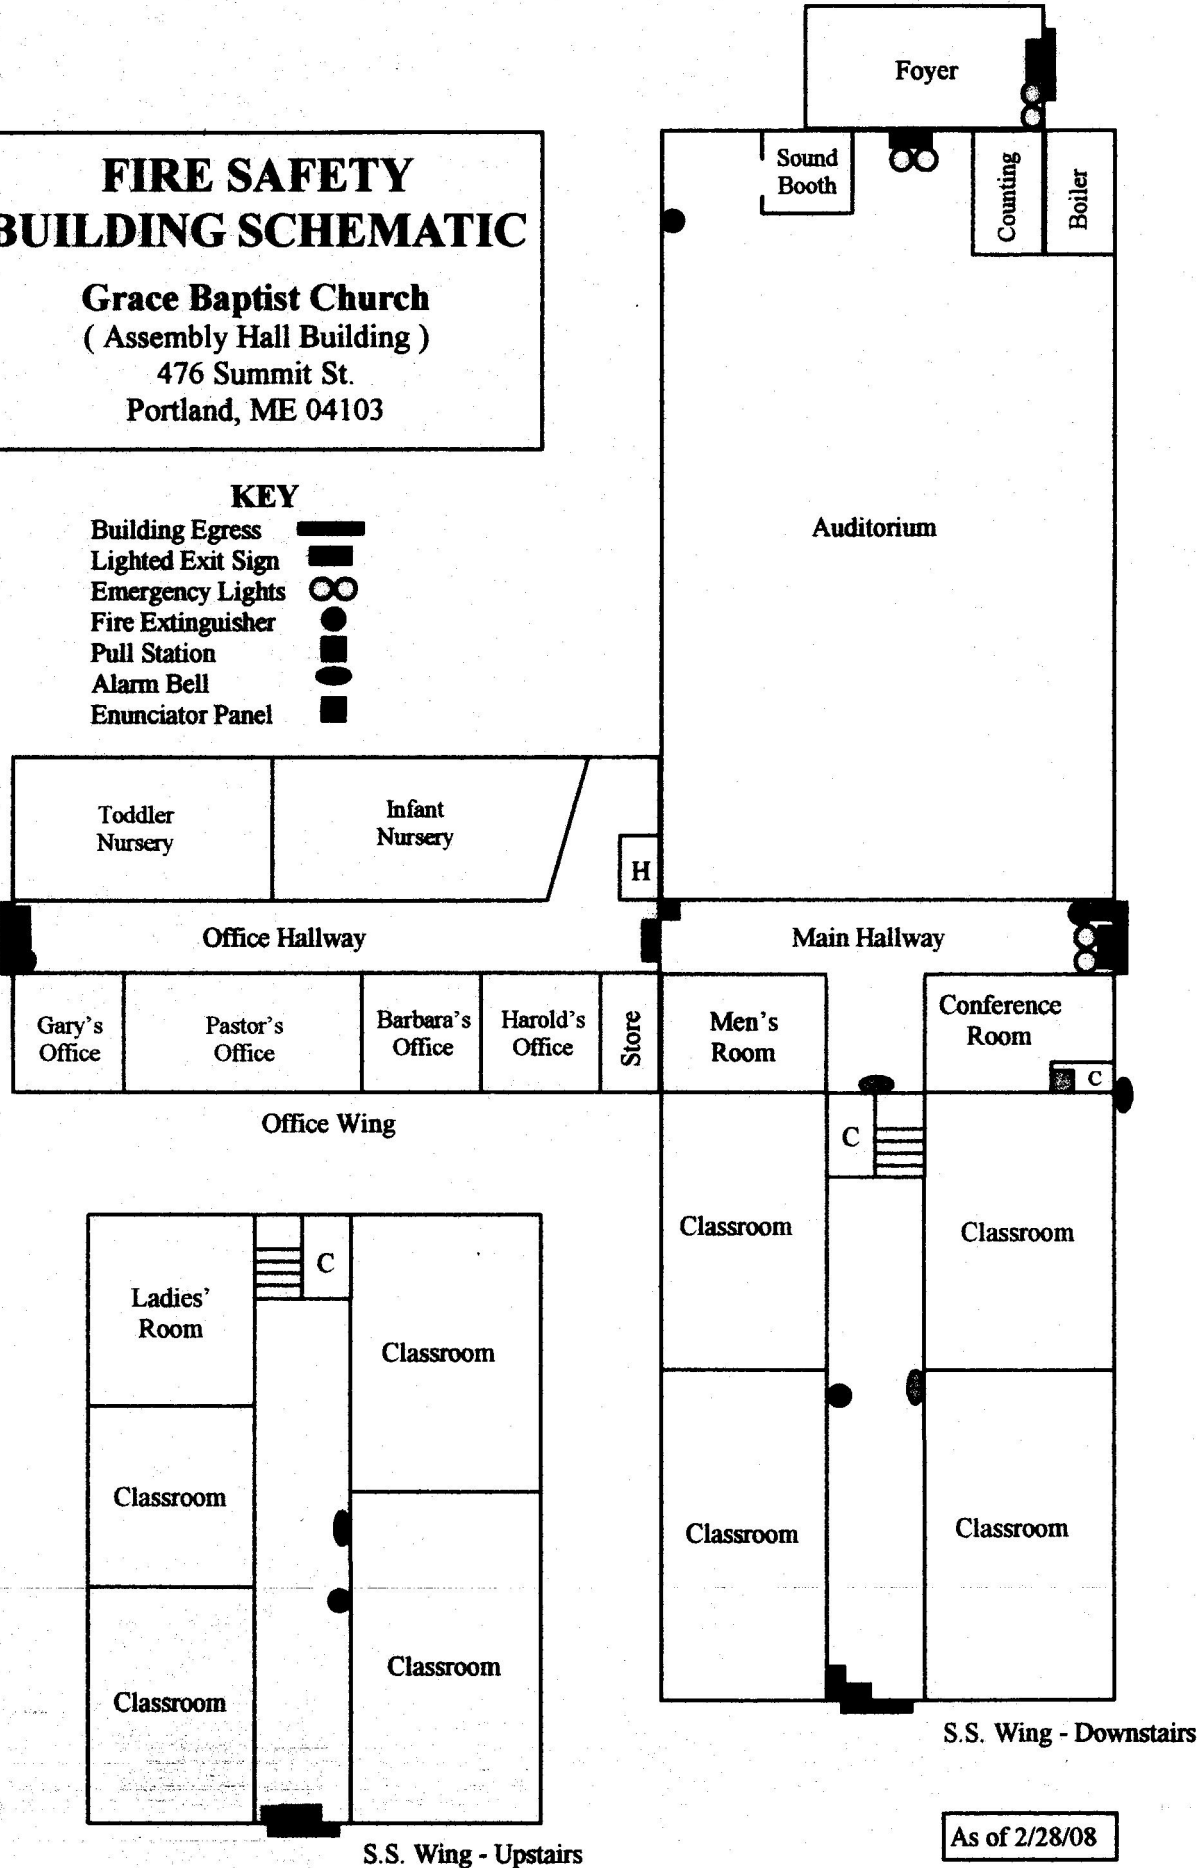 FIRE SAFETY
BUILDING SCHEMATIC
Grace Baptist Church
( Assembly Hall Building )
476 Summit St.
Portland, ME 04103
KEY
Building Egress
Lighted Exit Sign
Emergency Lights
Fire Extinguisher
Pull Station
Alarm Bell
Enunciator Panel
Foyer
Sound
Booth
Counting
Boiler
Auditorium
Toddler
Nursery
Infant
Nursery
H
Office Hallway
Main Hallway
Gary's
Office
Pastor's
Office
Barbara's
Office
Harold's
Office
Store
Men's
Room
Conference
Room
C
Office Wing
C
Classroom
Classroom
Classroom
Classroom
S.S. Wing - Downstairs
Ladies'
Room
C
Classroom
Classroom
Classroom
Classroom
S.S. Wing - Upstairs
As of 2/28/08